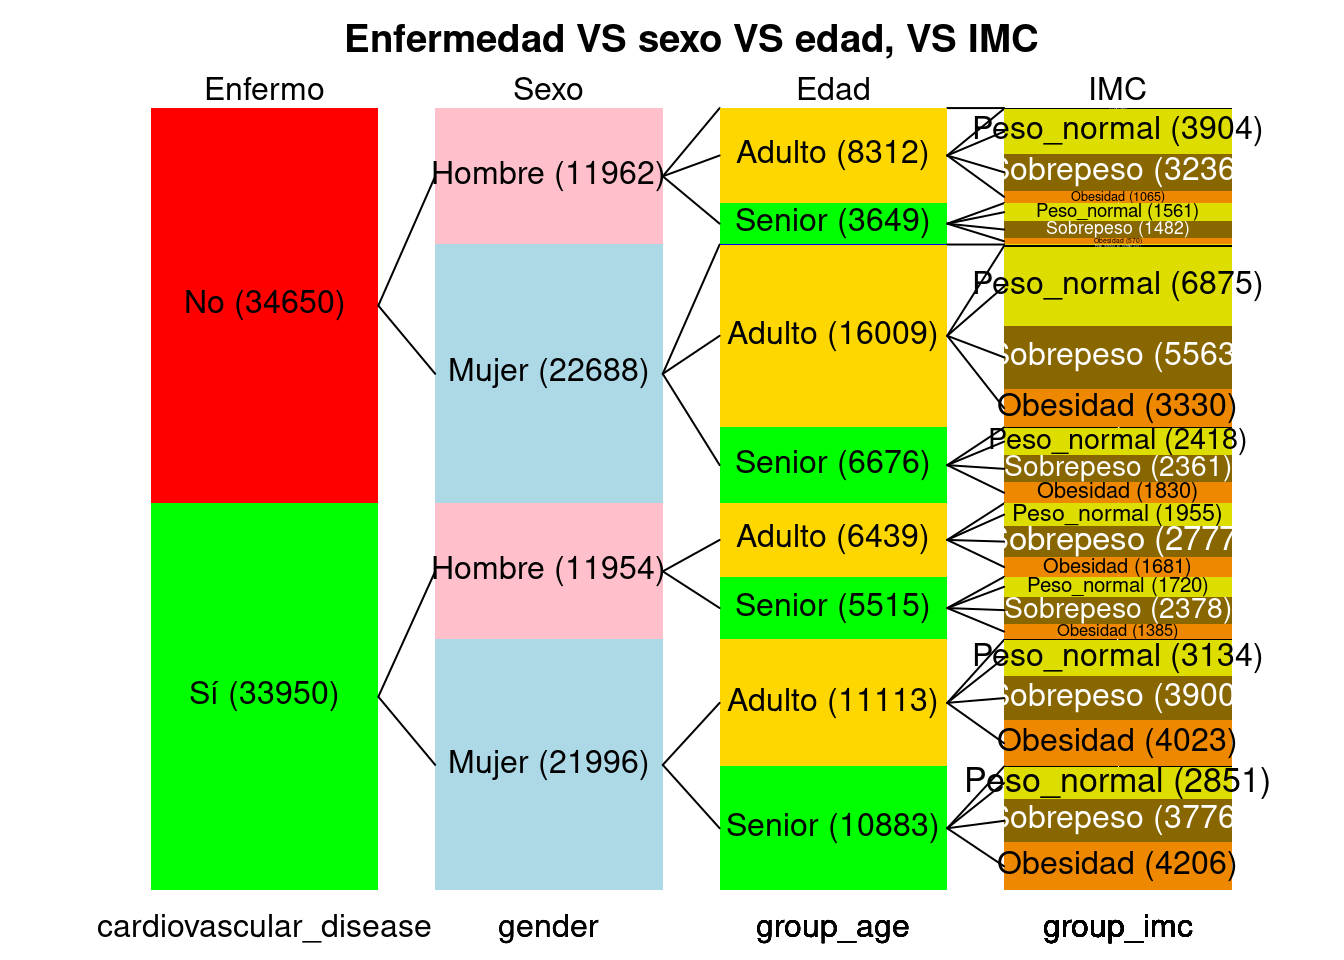 Enfermedad VS sexo VS edad, VS IMC
Enfermo
Sexo
Edad
IMC
No (34650)
Sí (33950)
Hombre (11962)
Mujer (22688)
Hombre (11954)
Mujer (21996)
Adulto (8312)
Senior (3649)
Adulto (16009)
Senior (6676)
Adulto (6439)
Senior (5515)
Adulto (11113)
Senior (10883)
Peso_normal (3904)
Sobrepeso (3236
Obesidad (1065)
Peso_normal (1561)
Sobrepeso (1482)
Obesidad (570)
Peso_normal (6875)
Sobrepeso (5563
Obesidad (3330)
Peso_normal (2418)
Sobrepeso (2361)
Obesidad (1830)
Peso_normal (1955)
Sobrepeso (2777
Obesidad (1681)
Peso_normal (1720)
Sobrepeso (2378)
Obesidad (1385)
Peso_normal (3134)
Sobrepeso (3900
Obesidad (4023)
Peso_normal (2851)
Sobrepeso (3776
Obesidad (4206)
cardiovascular_disease
gender
group_age
group_imc